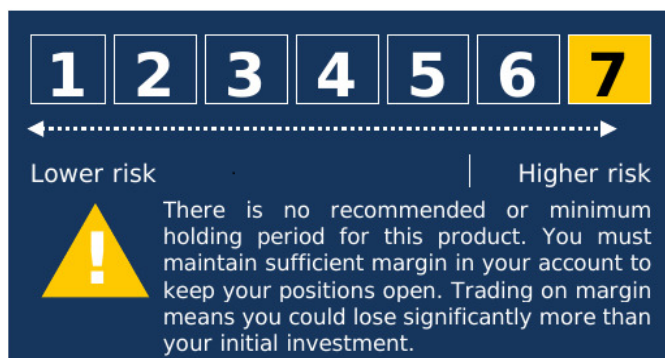 1 2 3 4 5 6 7
Lower risk Higher risk
There is no recommended or minimum
holding period for this product. You must
maintain sufficient margin in your account to
keep your positions open. Trading on margin
means you could lose significantly more than
your initial investment.